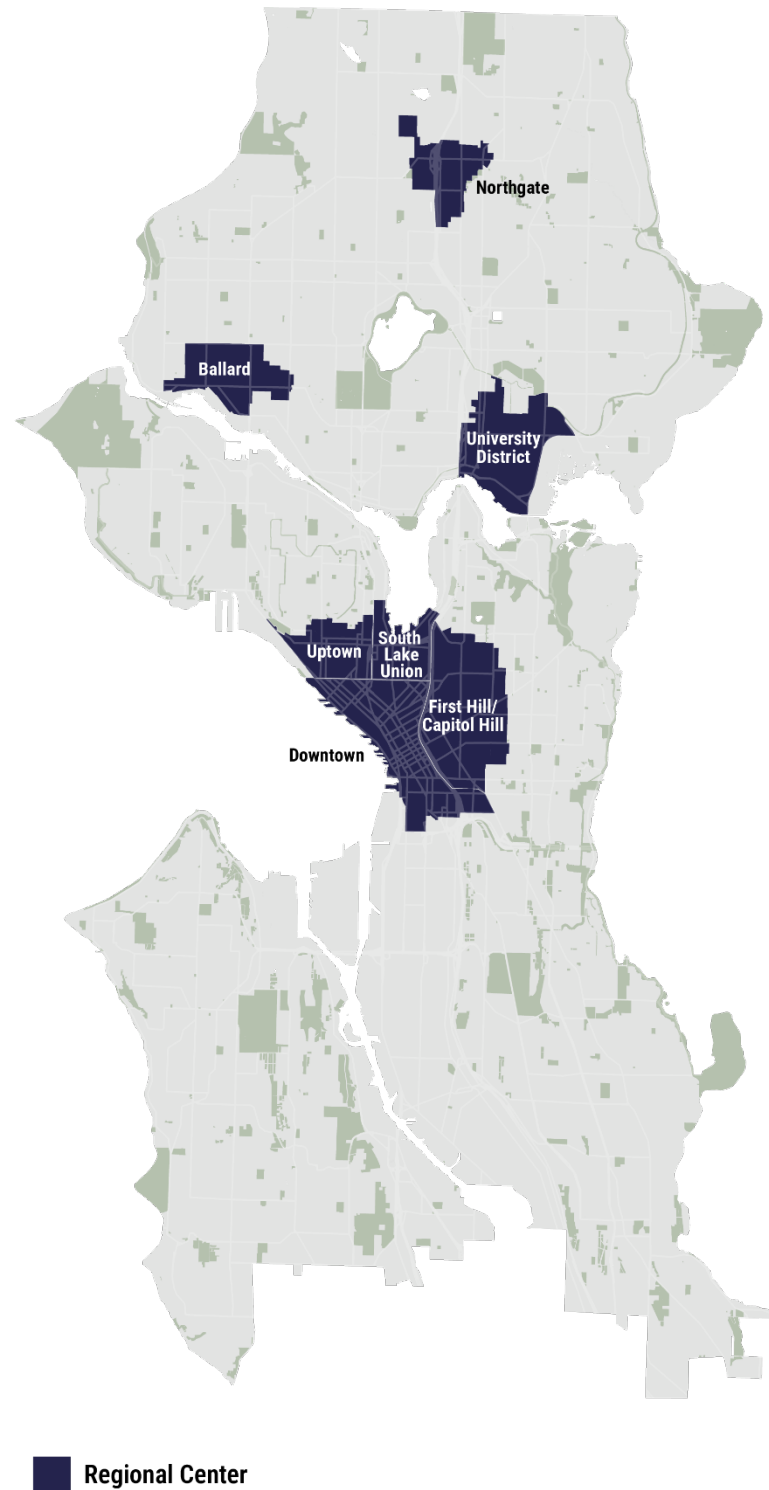 Northgate
Ballard
University
District
Uptown
South
Lake
Union
First Hill/
Capitol Hill
Downtown
Regional Center